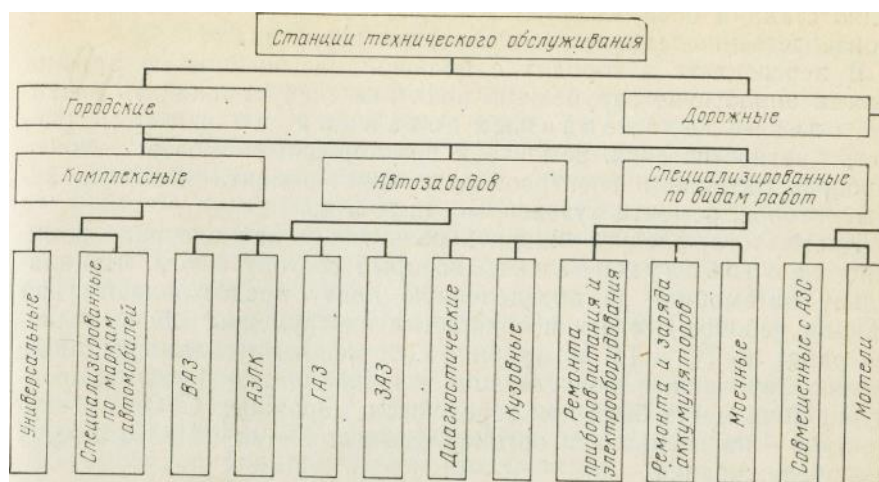 Станции технического обслуживания
Городские
Дорожные
Комплексные
Автозаводов
Специализированные
по видам работ
Универсальные
Специализированные
по маркам
автомобилей
ВАЗ
АЗЛК
ГАЗ
ЗАЗ
Диагностические
Кузовные
Ремонта
приборов питания и
электрооборудования
Ремонта и заряда
аккумуляторов
Моечные
Совмещенные с АЗС
Мотели